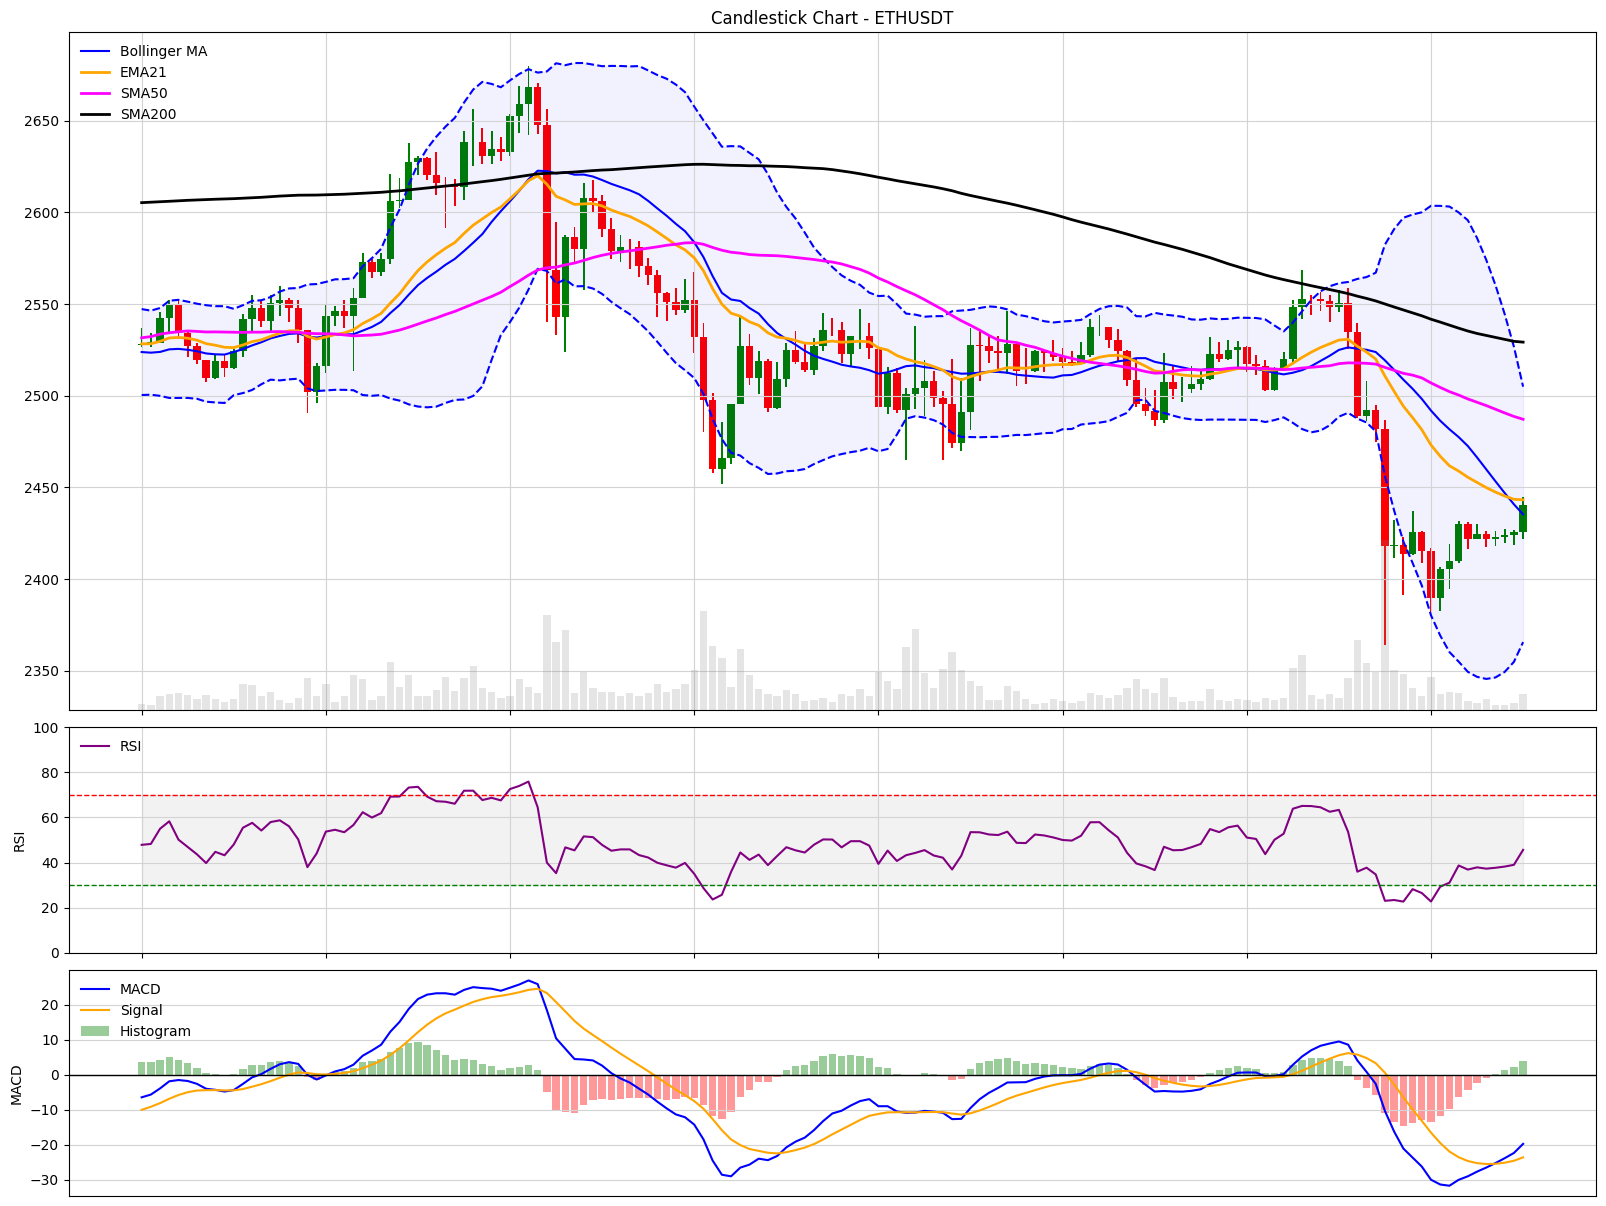 Candlestick Chart - ETHUSDT
Bollinger MA
EMA21
SMA50
SMA200
2650
2600
2550
2500
2450
2400
2350
RSI
100
80
60
40
20
0
RSI
MACD
Signal
Histogram
20
10
0
−10
−20
−30
MACD